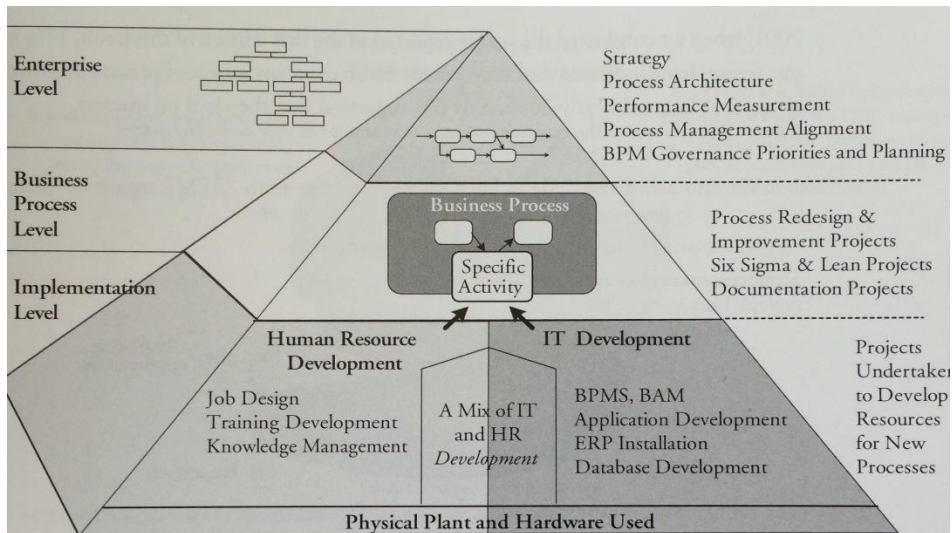 Enterprise
Level
Strategy
Process Architecture
Performance Measurement
Process Management Alignment
BPM Governance Priorities and Planning
Business
Process
Level
Business Process
Specific
Activity
Process Redesign &
Improvement Projects
Six Sigma & Lean Projects
Documentation Projects
Implementation
Level
Human Resource
Development
IT Development
Job Design
Training Development
Knowledge Management
A Mix of IT
and HR
Development
BPMS, BAM
Application Development
ERP Installation
Database Development
Projects
Undertaken
to Develop
Resources
for New
Processes
Physical Plant and Hardware Used